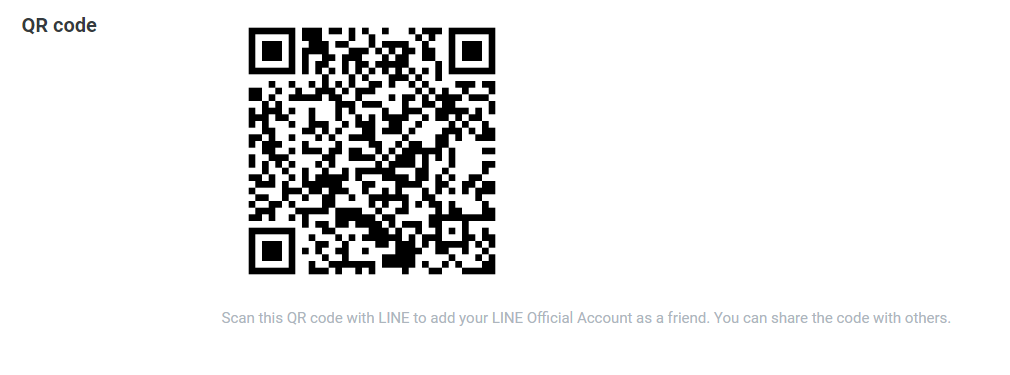 QR code
Scan this QR code with LINE to add your LINE Official Account as a friend. You can share the code with others.